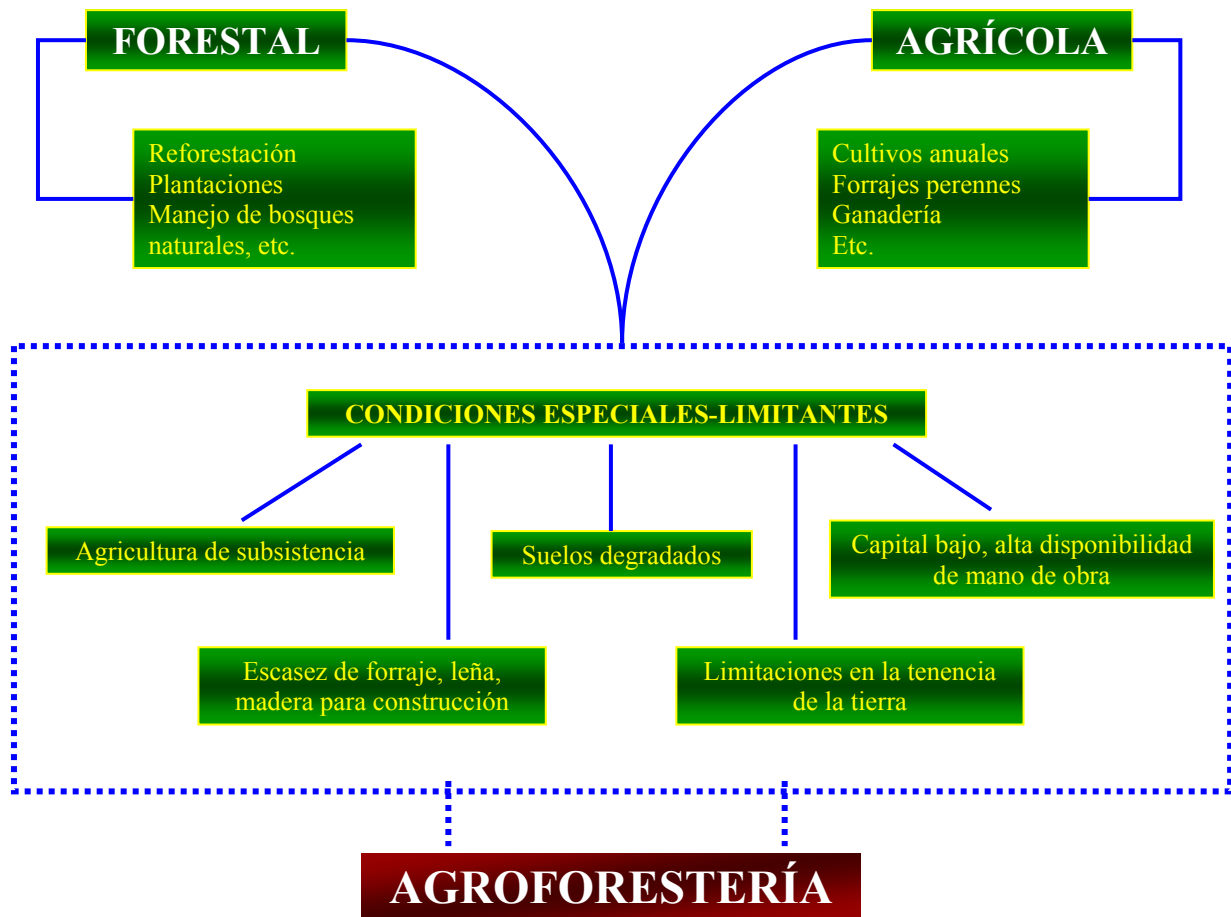 FORESTAL
AGRÍCOLA
Reforestación
Plantaciones
Manejo de bosques
naturales, etc.
Cultivos anuales
Forrajes perennes
Ganadería
Etc.
CONDICIONES ESPECIALES-LIMITANTES
Agricultura de subsistencia
Suelos degradados
Capital bajo, alta disponibilidad
de mano de obra
Escasez de forraje, leña,
madera para construcción
Limitaciones en la tenencia
de la tierra
AGROFORESTERÍA